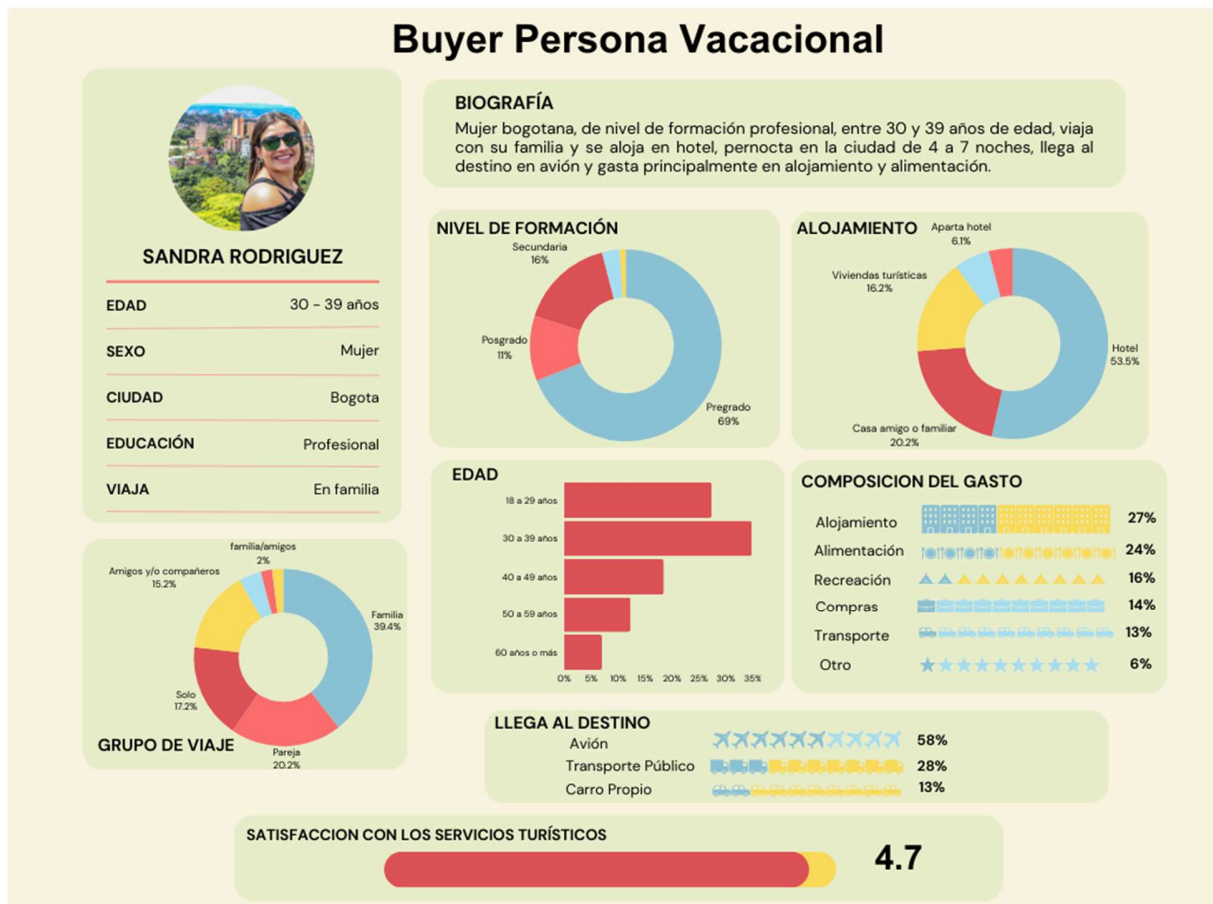 Buyer Persona Vacacional
SANDRA RODRIGUEZ
EDAD 30 - 39 años
SEXO Mujer
CIUDAD Bogota
EDUCACIÓN Profesional
VIAJA En familia
BIOGRAFÍA
Mujer bogotana, de nivel de formación profesional, entre 30 y 39 años de edad, viaja
con su familia y se aloja en hotel, pernocta en la ciudad de 4 a 7 noches, llega al
destino en avión y gasta principalmente en alojamiento y alimentación.
NIVEL DE FORMACIÓN
Secundaria
16%
Posgrado
11%
Pregrado
69%
ALOJAMIENTO
Aparta hotel
6.1%
Viviendas turísticas
16.2%
Hotel
53.5%
Casa amigo o familiar
20.2%
familia/amigos
2%
Amigos y/o compañeros
15.2%
Familia
39.4%
Solo
17.2%
Pareja
20.2%
GRUPO DE VIAJE
EDAD
18 a 29 años
30 a 39 años
40 a 49 años
50 a 59 años
60 años o más
0% 5% 10% 15% 20% 25% 30% 35%
COMPOSICION DEL GASTO
Alojamiento 27%
Alimentación 24%
Recreación 16%
Compras 14%
Transporte 13%
Otro 6%
LLEGA AL DESTINO
Avión 58%
Transporte Público 28%
Carro Propio 13%
SATISFACCION CON LOS SERVICIOS TURÍSTICOS
4.7